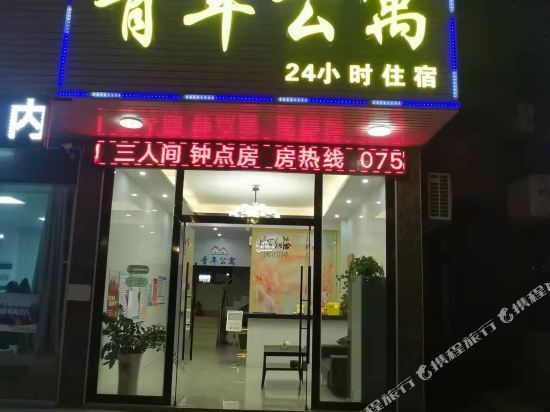 青年公寓
24小时住宿
三人间 钟点房 房热线 075
内
青年公寓
携程旅行
携程旅行